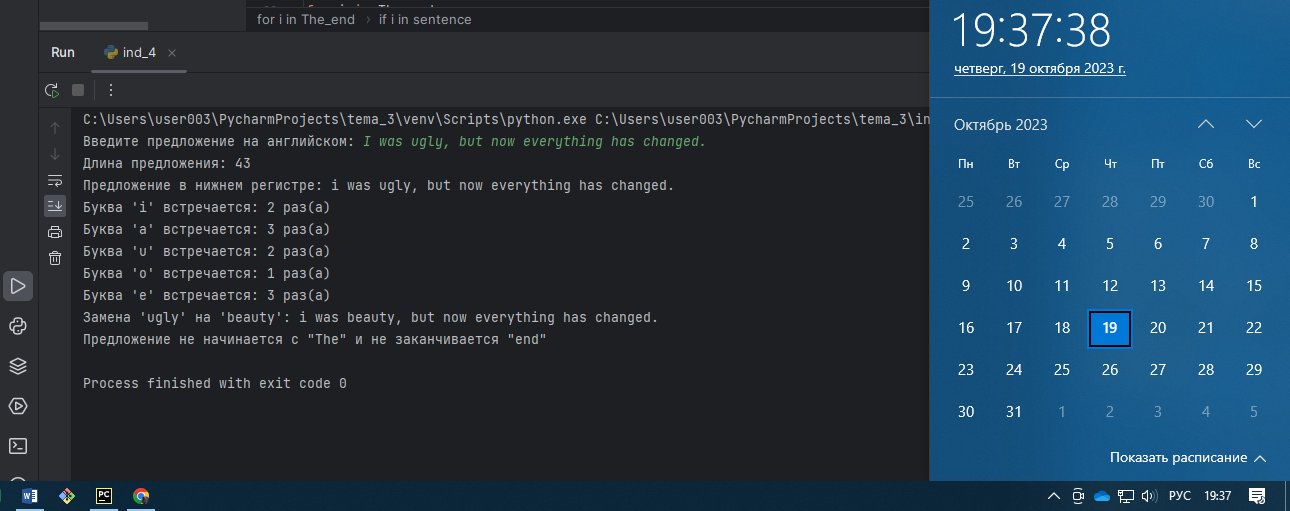 for i in The_end › if i in sentence
Run ind_4 ×
C:\Users\user003\PycharmProjects\tema_3\venv\Scripts\python.exe C:\Users\user003\PycharmProjects\tema_3\in
Введите предложение на английском: I was ugly, but now everything has changed.
Длина предложения: 43
Предложение в нижнем регистре: i was ugly, but now everything has changed.
Буква 'i' встречается: 2 раз(а)
Буква 'a' встречается: 3 раз(а)
Буква 'u' встречается: 2 раз(а)
Буква 'o' встречается: 1 раз(а)
Буква 'e' встречается: 3 раз(а)
Замена 'ugly' на 'beauty': i was beauty, but now everything has changed.
Предложение не начинается с "The" и не заканчивается "end"
Process finished with exit code 0
19:37:38
четверг, 19 октября 2023 г.
Октябрь 2023
Пн Вт Ср Чт Пт Сб Вс
25 26 27 28 29 30 1
2 3 4 5 6 7 8
9 10 11 12 13 14 15
16 17 18 19 20 21 22
23 24 25 26 27 28 29
30 31 1 2 3 4 5
Показать расписание
W PC РУС 19:37